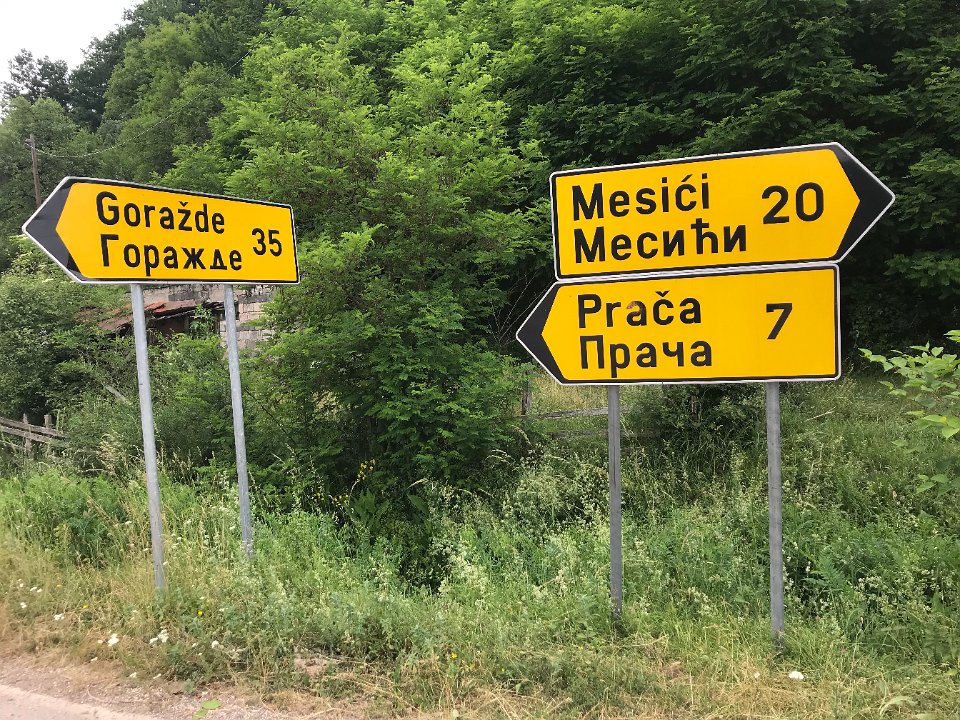 Goražde 35
Горажде
Mesići 20
Месићи
Prača 7
Прача